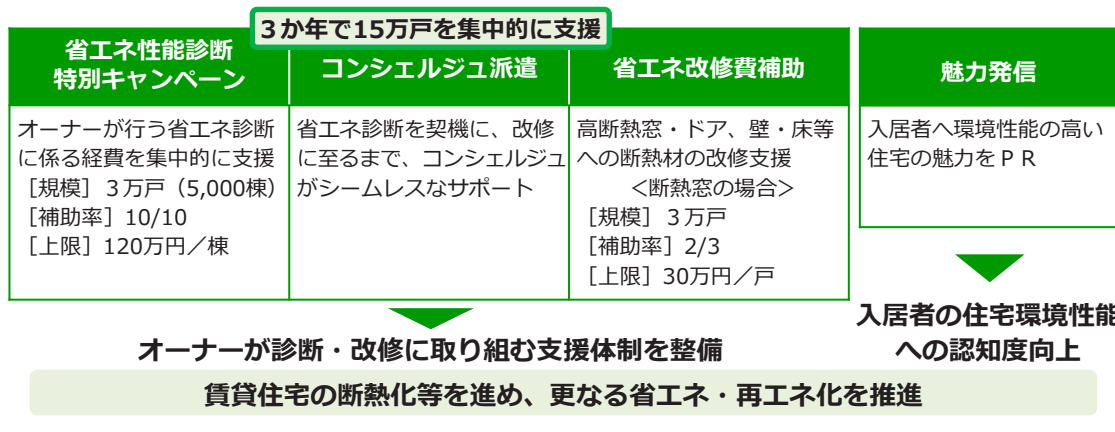 3か年で15万戸を集中的に支援
省エネ性能診断
特別キャンペーン
オーナーが行う省エネ診断
に係る経費を集中的に支援
［規模］３万戸（5,000棟）
［補助率］10/10
［上限］120万円／棟
コンシェルジュ派遣
省エネ診断を契機に、改修
に至るまで、コンシェルジュ
がシームレスなサポート
省エネ改修費補助
高断熱窓・ドア、壁・床等
への断熱材の改修支援
＜断熱窓の場合＞
［規模］３万戸
［補助率］2/3
［上限］30万円／戸
魅力発信
入居者へ環境性能の高い
住宅の魅力をＰＲ
オーナーが診断・改修に取り組む支援体制を整備
入居者の住宅環境性能
への認知度向上
賃貸住宅の断熱化等を進め、更なる省エネ・再エネ化を推進